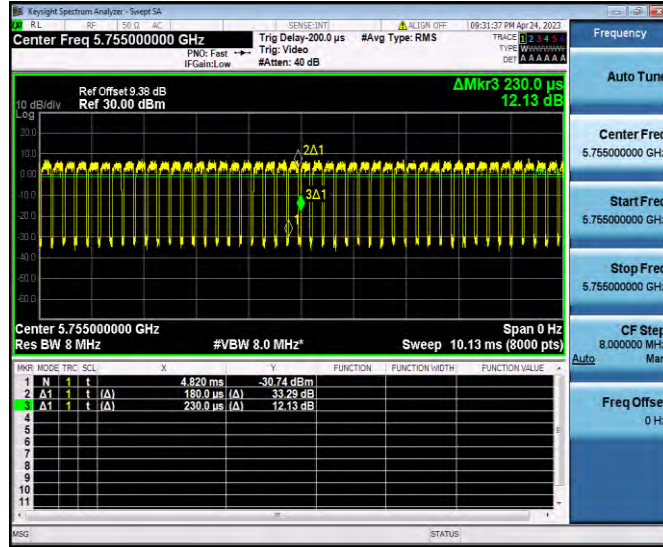 Keysight Spectrum Analyzer - Swept SA
RL RF 50 Ω AC SENSE:INT ALIGN OFF 09:31:37 PM Apr 24, 2023
Center Freq 5.755000000 GHz
PNO: Fast
IFGain:Low
Trig Delay-200.0 µs
Trig: Video
#Atten: 40 dB
#Avg Type: RMS
TRACE 1 2 3 4 5 6
TYPE WWWWWW
DET A A A A A A
Frequency
Auto Tune
Center Freq
5.755000000 GHz
Start Freq
5.755000000 GHz
Stop Freq
5.755000000 GHz
CF Step
8.000000 MHz
Auto Man
Freq Offset
0 Hz
ΔMkr3 230.0 µs
12.13 dB
Ref Offset 9.38 dB
10 dB/div Ref 30.00 dBm
Log
20.0
10.0
0.00
-10.0
-20.0
-30.0
-40.0
-50.0
-60.0
2Δ1
3Δ1
1
Center 5.755000000 GHz Span 0 Hz
Res BW 8 MHz #VBW 8.0 MHz* Sweep 10.13 ms (8000 pts)
MKR MODE TRC SCL X Y FUNCTION FUNCTION WIDTH FUNCTION VALUE
1 N 1 t 4.820 ms -30.74 dBm
2 Δ1 1 t (Δ) 180.0 µs (Δ) 33.29 dB
3 Δ1 1 t (Δ) 230.0 µs (Δ) 12.13 dB
4
5
6
7
8
9
10
11
MSG STATUS